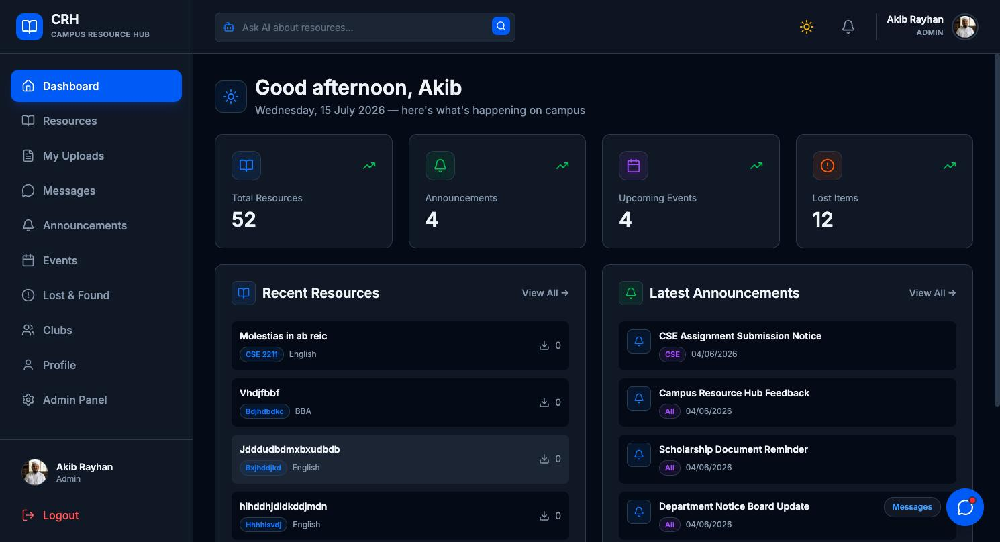 CRH
CAMPUS RESOURCE HUB
Ask AI about resources...
Akib Rayhan
ADMIN
Dashboard
Resources
My Uploads
Messages
Announcements
Events
Lost & Found
Clubs
Profile
Admin Panel
Akib Rayhan
Admin
Logout
Good afternoon, Akib
Wednesday, 15 July 2026 — here's what's happening on campus
Total Resources
52
Announcements
4
Upcoming Events
4
Lost Items
12
Recent Resources
View All →
Molestias in ab reic
CSE 2211 English
0
Vhdjfbbf
Bdjhdbdkc BBA
0
Jdddudbdmxbxudbdb
Bxjhddjkd English
0
hihddhjdldkddjmdn
Hhhhisvdj English
0
Latest Announcements
View All →
CSE Assignment Submission Notice
CSE 04/06/2026
Campus Resource Hub Feedback
All 04/06/2026
Scholarship Document Reminder
All 04/06/2026
Department Notice Board Update
All 04/06/2026
Messages